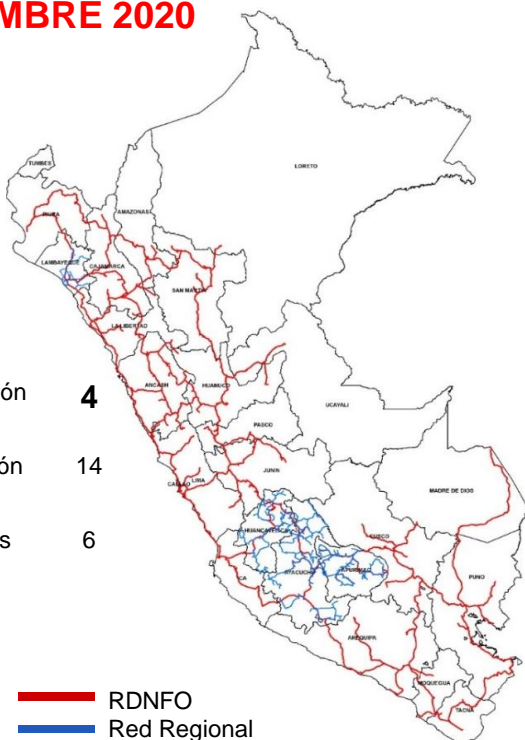 MBRE 2020
TUMBES
LORETO
PIURA
AMAZONAS
LAMBAYEQUE
CAJAMARCA
SAN MARTIN
LA LIBERTAD
ANCASH
HUANUCO
UCAYALI
PASCO
JUNIN
CALLAO
LIMA
MADRE DE DIOS
HUANCAVELICA
CUSCO
AYACUCHO
APURIMAC
CA
PUNO
AREQUIPA
MOQUEGUA
TACNA
ón 4
ón 14
s 6
RDNFO
Red Regional